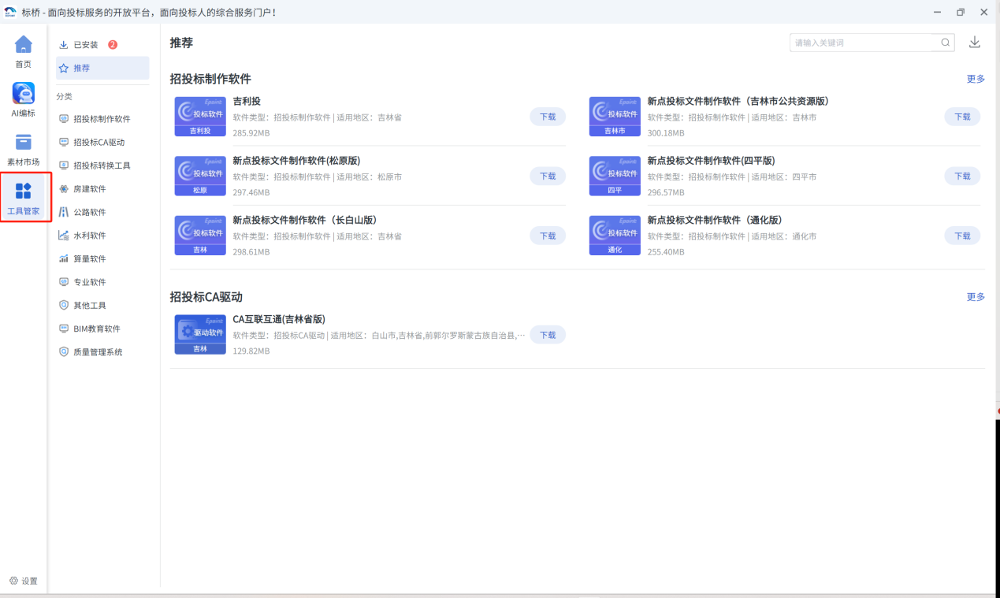 标桥 - 面向投标服务的开放平台，面向投标人的综合服务门户！
首页
AI编标
素材市场
工具管家
设置
已安装 2
推荐
分类
招投标制作软件
招投标CA驱动
招投标转换工具
房建软件
公路软件
水利软件
算量软件
专业软件
其他工具
BIM教育软件
质量管理系统
推荐
请输入关键词
招投标制作软件
更多
Epoint
投标软件
吉利投
吉利投
软件类型：招投标制作软件 | 适用地区：吉林省
285.92MB
下载
Epoint
投标软件
吉林市
新点投标文件制作软件（吉林市公共资源版）
软件类型：招投标制作软件 | 适用地区：吉林市
300.18MB
下载
Epoint
投标软件
松原
新点投标文件制作软件(松原版)
软件类型：招投标制作软件 | 适用地区：松原市
297.46MB
下载
Epoint
投标软件
四平
新点投标文件制作软件(四平版)
软件类型：招投标制作软件 | 适用地区：四平市
296.57MB
下载
Epoint
投标软件
吉林
新点投标文件制作软件（长白山版）
软件类型：招投标制作软件 | 适用地区：吉林省
298.61MB
下载
Epoint
投标软件
通化
新点投标文件制作软件（通化版）
软件类型：招投标制作软件 | 适用地区：通化市
255.40MB
下载
招投标CA驱动
更多
Epoint
驱动软件
吉林
CA互联互通(吉林省版)
软件类型：招投标CA驱动 | 适用地区：白山市,吉林省,前郭尔罗斯蒙古族自治县,…
129.82MB
下载